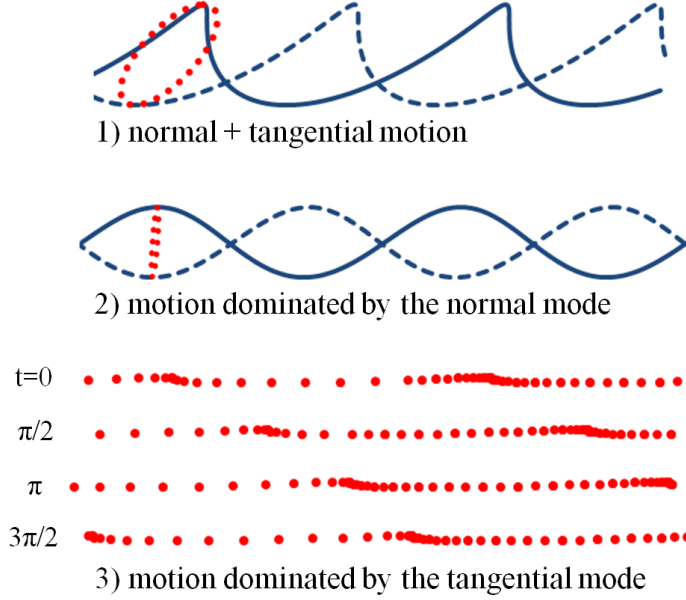 1) normal + tangential motion
2) motion dominated by the normal mode
t=0
π/2
π
3π/2
3) motion dominated by the tangential mode